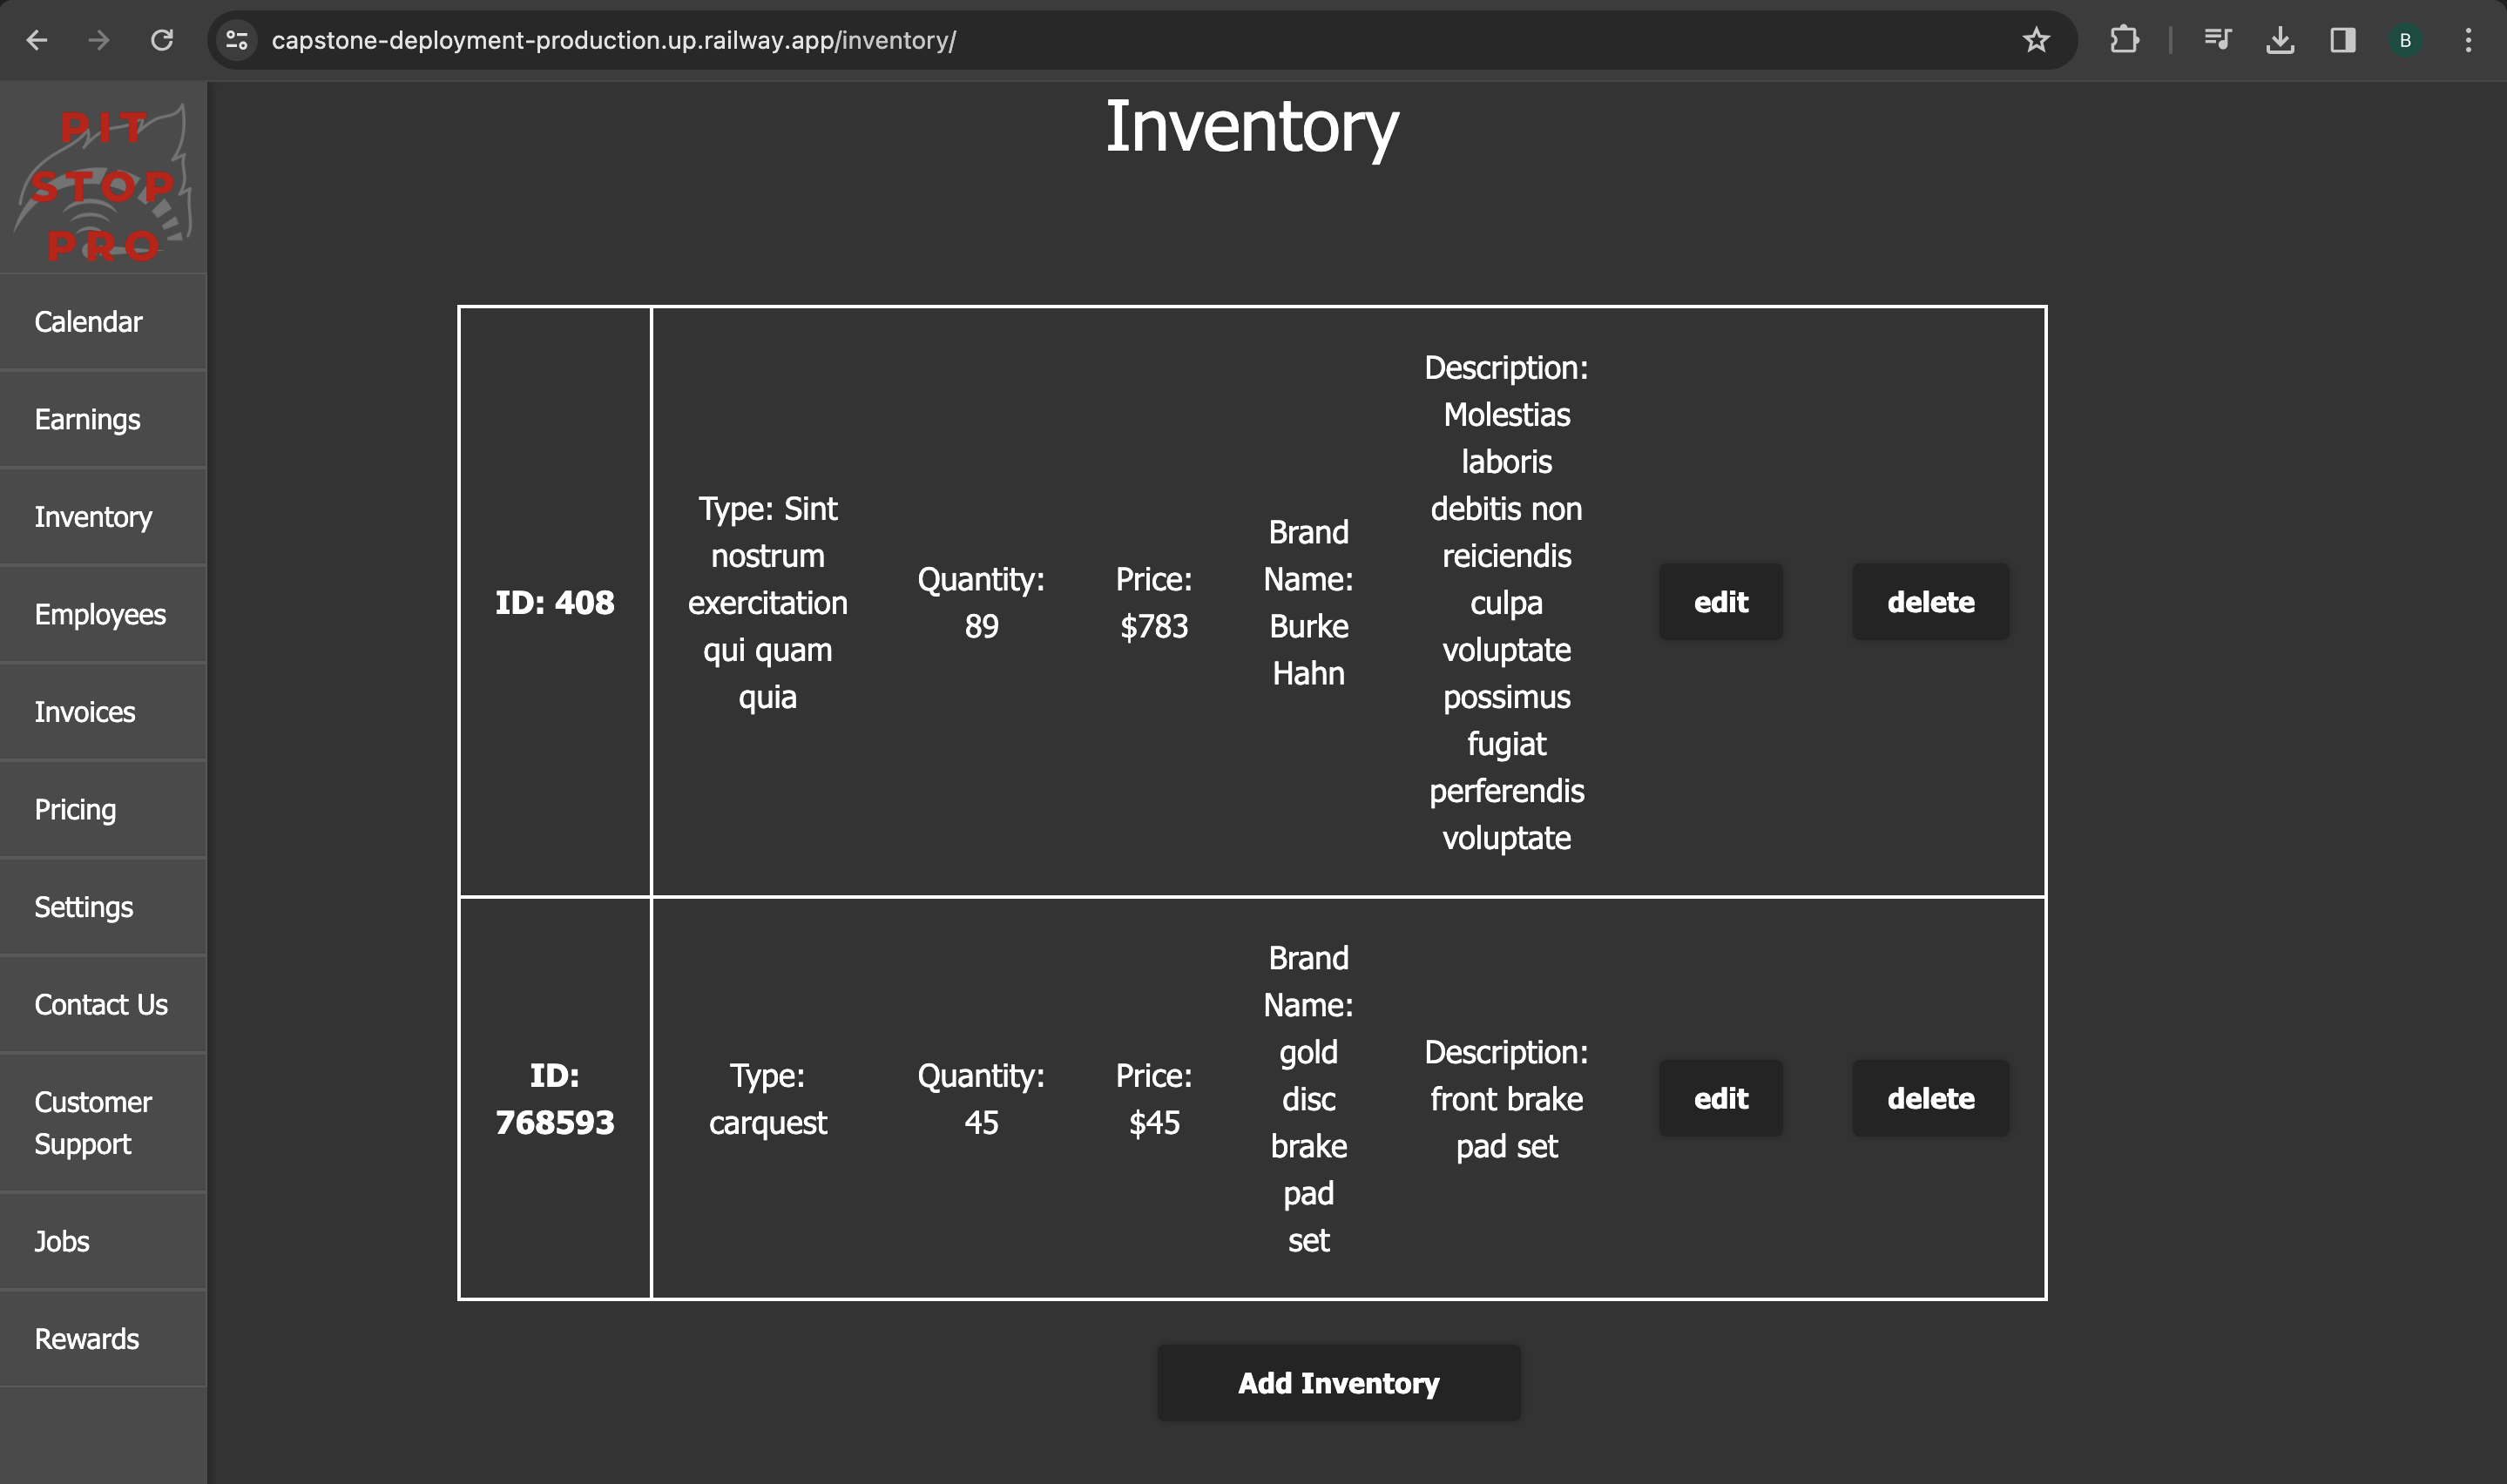 capstone-deployment-production.up.railway.app/inventory/
B
PIT
STOP
PRO
Calendar
Earnings
Inventory
Employees
Invoices
Pricing
Settings
Contact Us
Customer
Support
Jobs
Rewards
Inventory
ID: 408
Type: Sint
nostrum
exercitation
qui quam
quia
Quantity:
89
Price:
$783
Brand
Name:
Burke
Hahn
Description:
Molestias
laboris
debitis non
reiciendis
culpa
voluptate
possimus
fugiat
perferendis
voluptate
edit
delete
ID:
768593
Type:
carquest
Quantity:
45
Price:
$45
Brand
Name:
gold
disc
brake
pad
set
Description:
front brake
pad set
edit
delete
Add Inventory